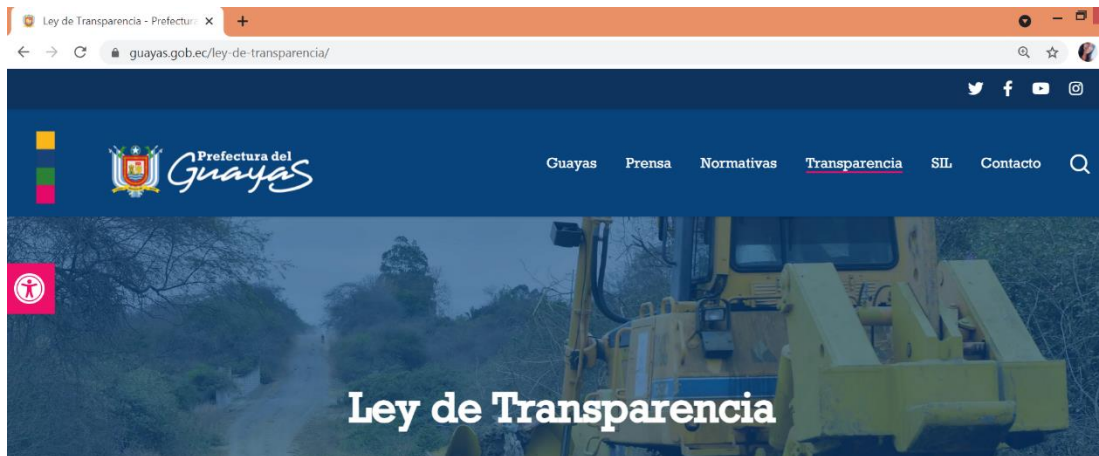 Ley de Transparencia - Prefectur
guayas.gob.ec/ley-de-transparencia/
Prefectura del
Guayas
Guayas Prensa Normativas Transparencia SIL Contacto
Ley de Transparencia